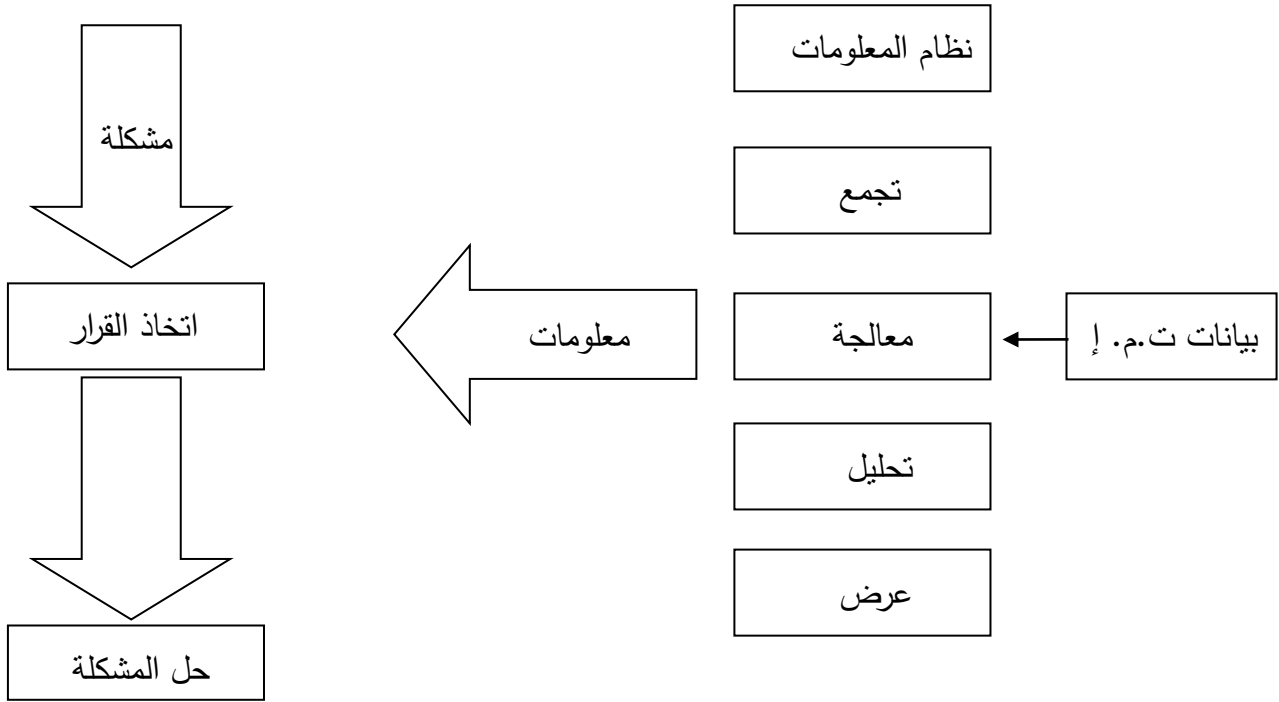 نظام المعلومات
مشكلة
تجمع
بيانات ت.م. إ
معالجة
معلومات
اتخاذ القرار
تحليل
عرض
حل المشكلة